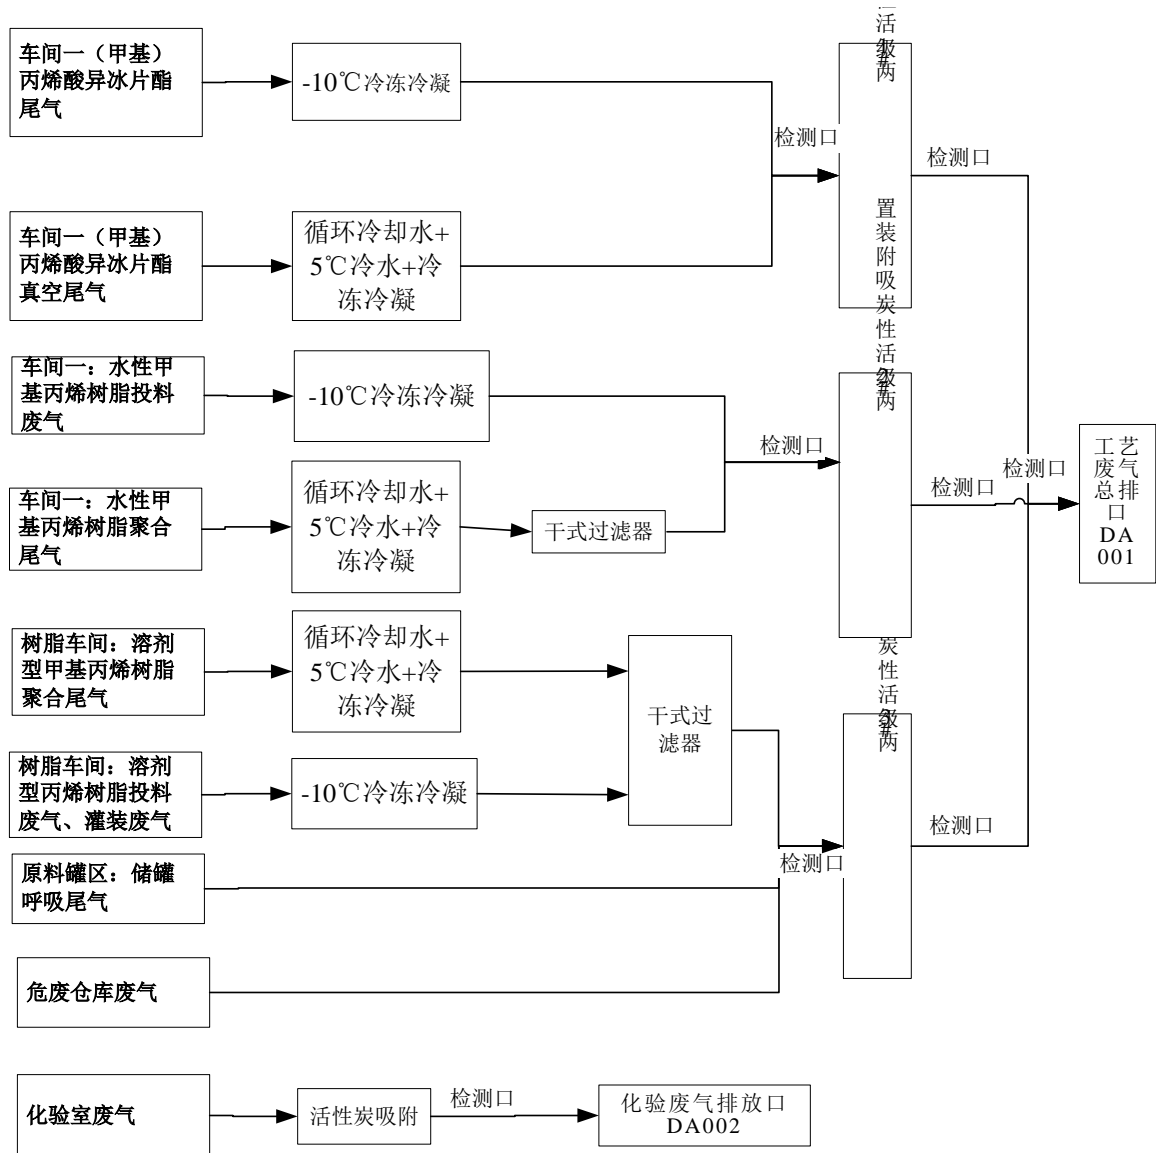 车间一（甲基）
丙烯酸异冰片酯
尾气
-10℃冷冻冷凝
检测口
检测口
车间一（甲基）
丙烯酸异冰片酯
真空尾气
循环冷却水+
5℃冷水+冷
冻冷凝
活
级
两
置
装
附
吸
炭
性
活
级
两
车间一：水性甲
基丙烯树脂投料
废气
-10℃冷冻冷凝
检测口
车间一：水性甲
基丙烯树脂聚合
尾气
循环冷却水+
5℃冷水+冷
冻冷凝
干式过滤器
检测口
检测口
工艺
废气
总排
口
DA
001
树脂车间：溶剂
型甲基丙烯树脂
聚合尾气
循环冷却水+
5℃冷水+冷
冻冷凝
干式过
滤器
炭
性
活
级
两
树脂车间：溶剂
型丙烯树脂投料
废气、灌装废气
-10℃冷冻冷凝
检测口
检测口
原料罐区：储罐
呼吸尾气
危废仓库废气
化验室废气
活性炭吸附
检测口
化验废气排放口
DA002